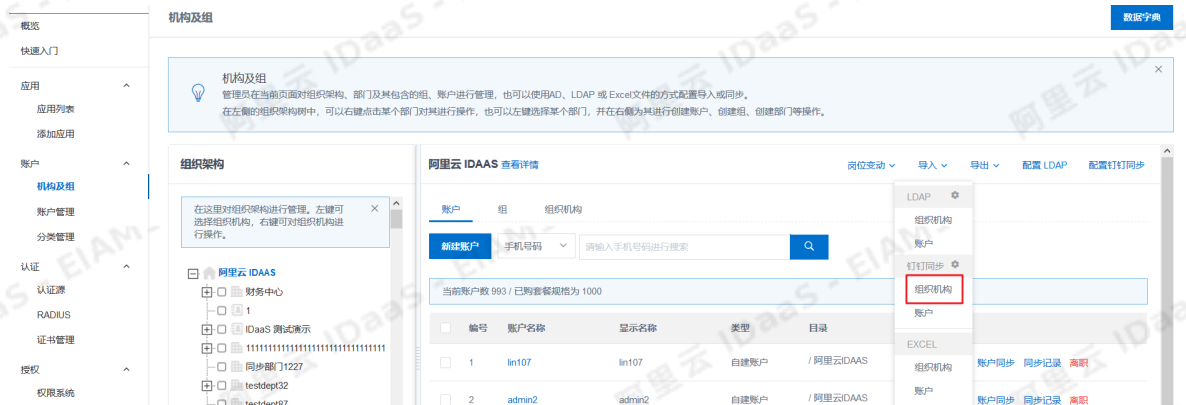 机构及组
数据字典
概览
快速入门
应用
应用列表
添加应用
账户
机构及组
账户管理
分类管理
认证
认证源
RADIUS
证书管理
授权
权限系统
机构及组
管理员在当前页面对组织架构、部门及其包含的组、账户进行管理，也可以使用AD、LDAP 或 Excel文件的方式配置导入或同步。
在左侧的组织架构树中，可以右键点击某个部门对其进行操作，也可以左键选择某个部门，并在右侧为其进行创建账户、创建组、创建部门等操作。
组织架构
在这里对组织架构进行管理。左键可
选择组织机构，右键可对组织机构进
行操作。
阿里云 IDAAS
财务中心
1
IDaaS 测试演示
11111111111111111111111111111111
同步部门1227
testdept32
testdept87
阿里云 IDAAS 查看详情
岗位变动 导入 导出 配置 LDAP 配置钉钉同步
账户 组 组织机构
新建账户 手机号码 请输入手机号码进行搜索
当前账户数 993 / 已购套餐规格为 1000
编号 账户名称 显示名称 类型 目录
1 lin107 lin107 自建账户 / 阿里云IDAAS 账户同步 同步记录 离职
2 admin2 admin2 自建账户 / 阿里云IDAAS 账户同步 同步记录 离职
LDAP
组织机构
账户
钉钉同步
组织机构
账户
EXCEL
组织机构
账户
阿里云 IDaaS - EIAM